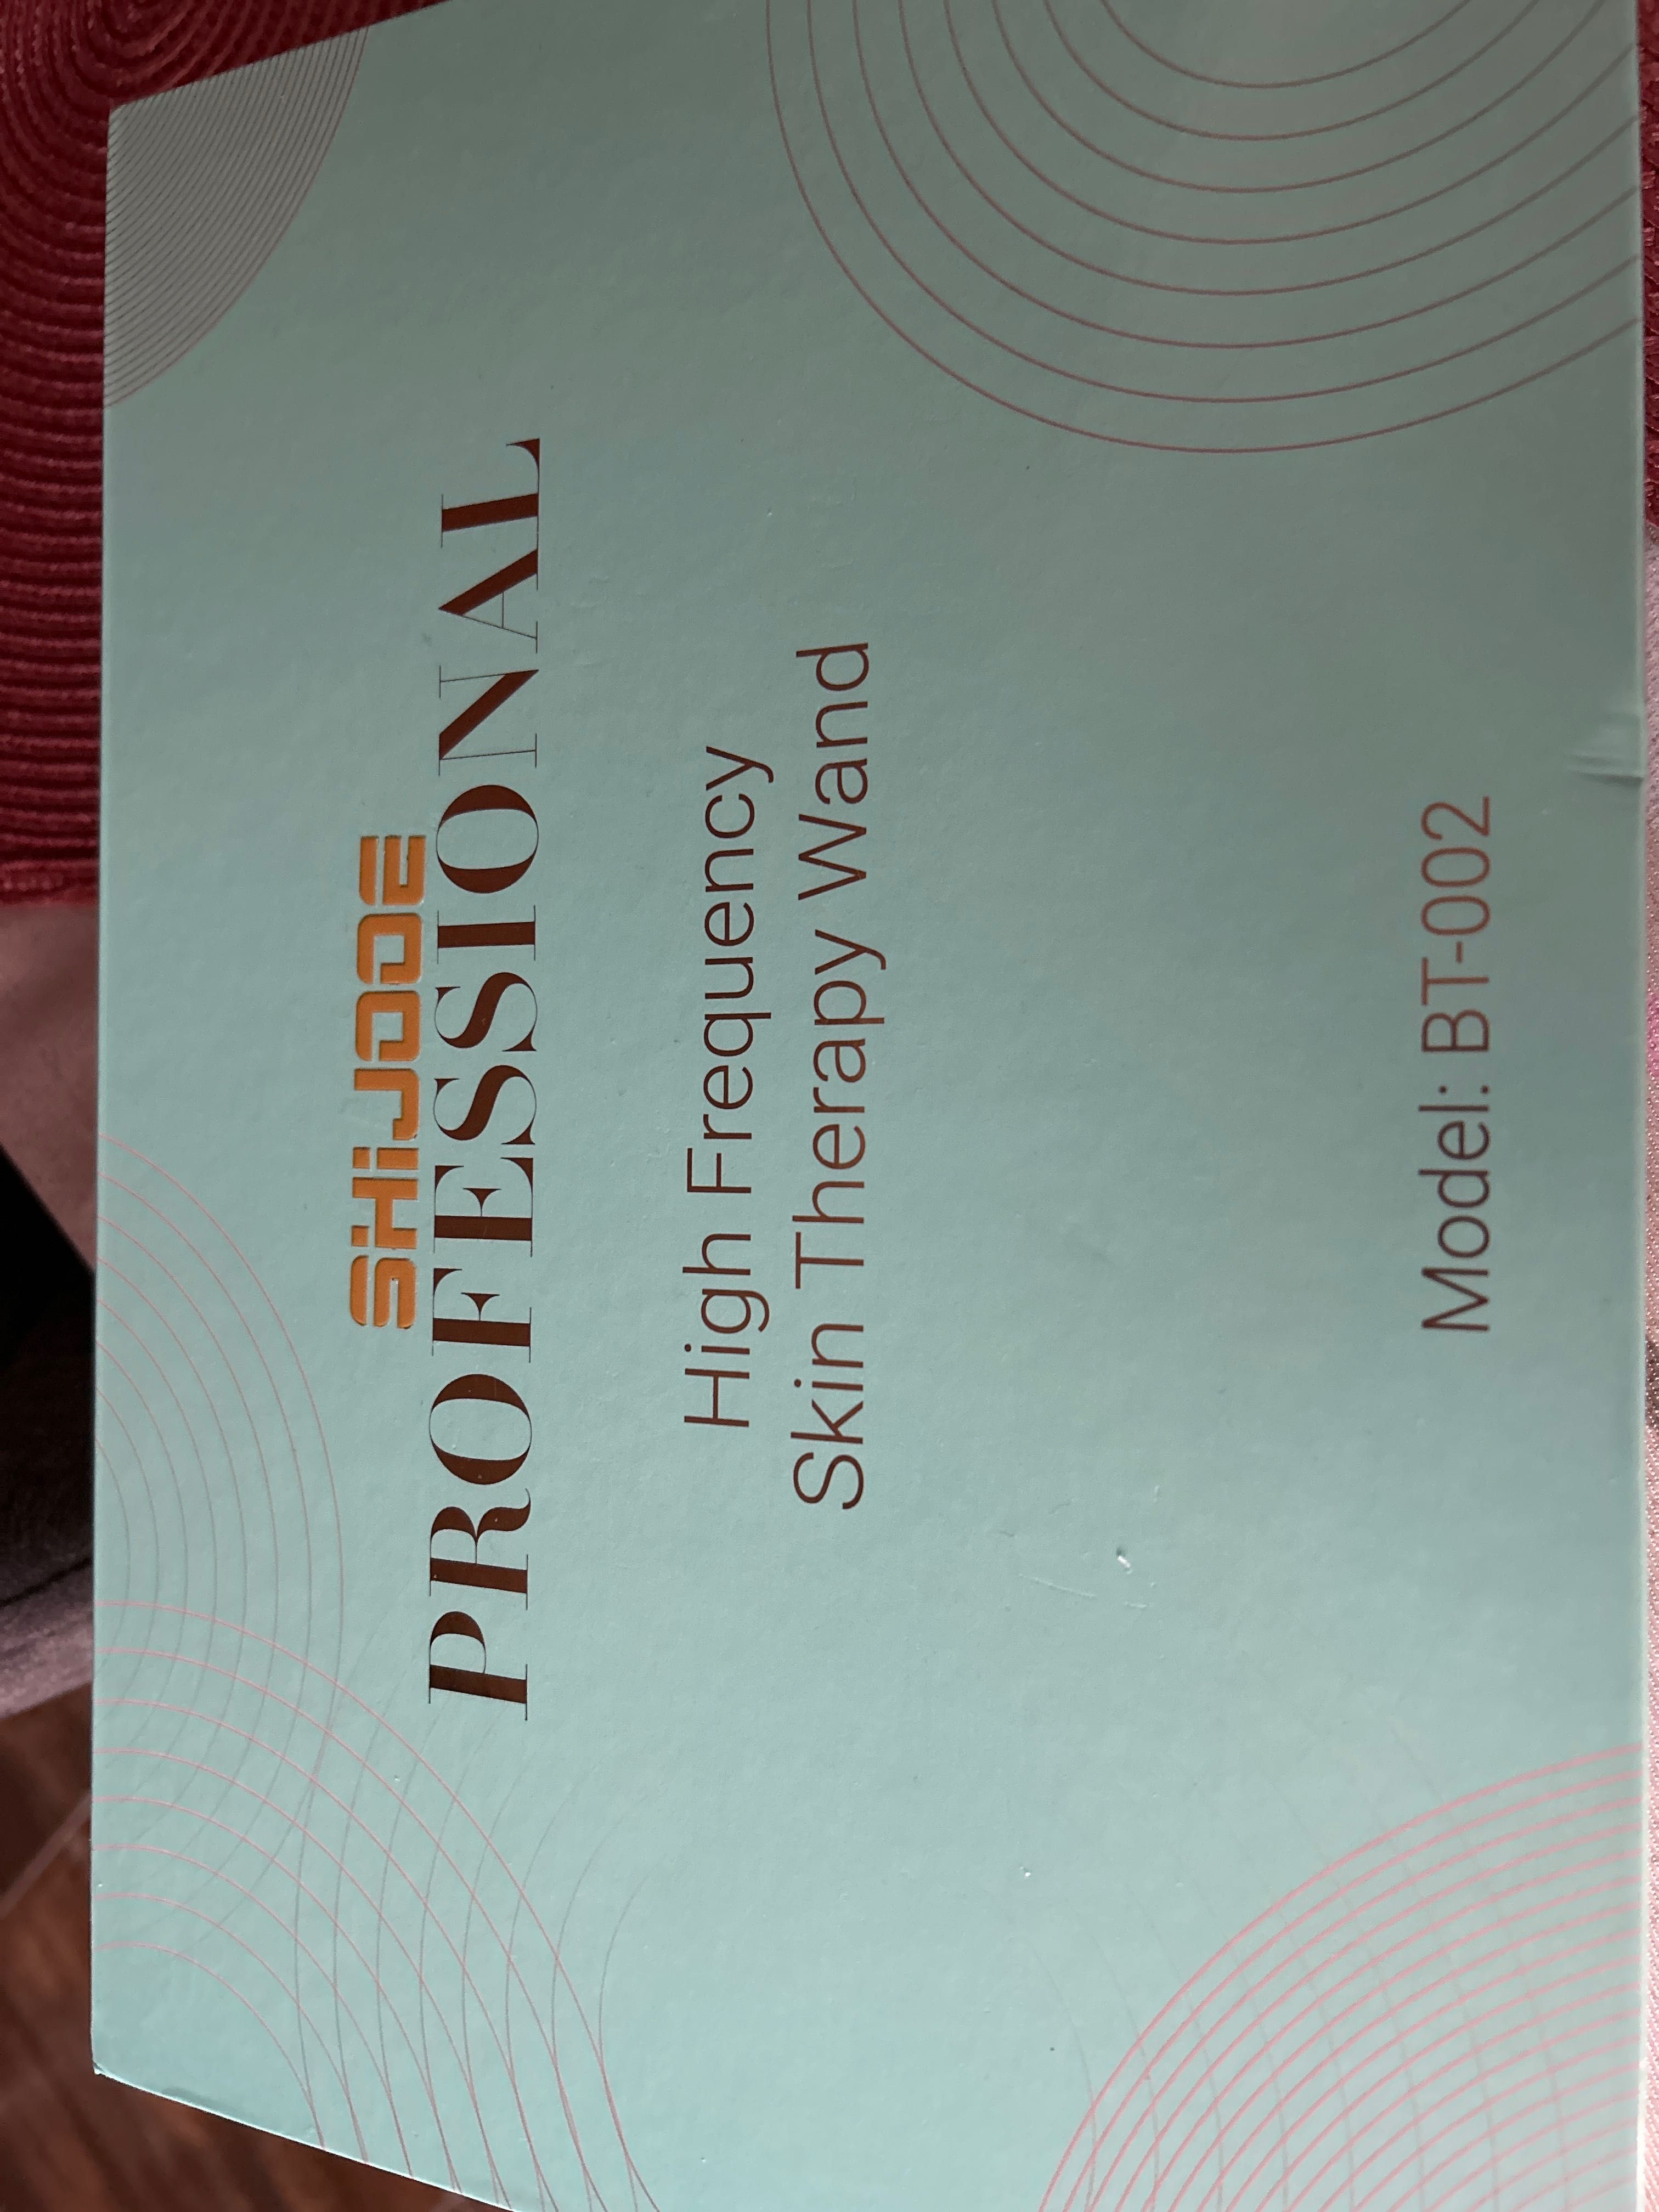 SHiJOOE
PROFESSIONAL
High Frequency
Skin Therapy Wand
Model: BT-002